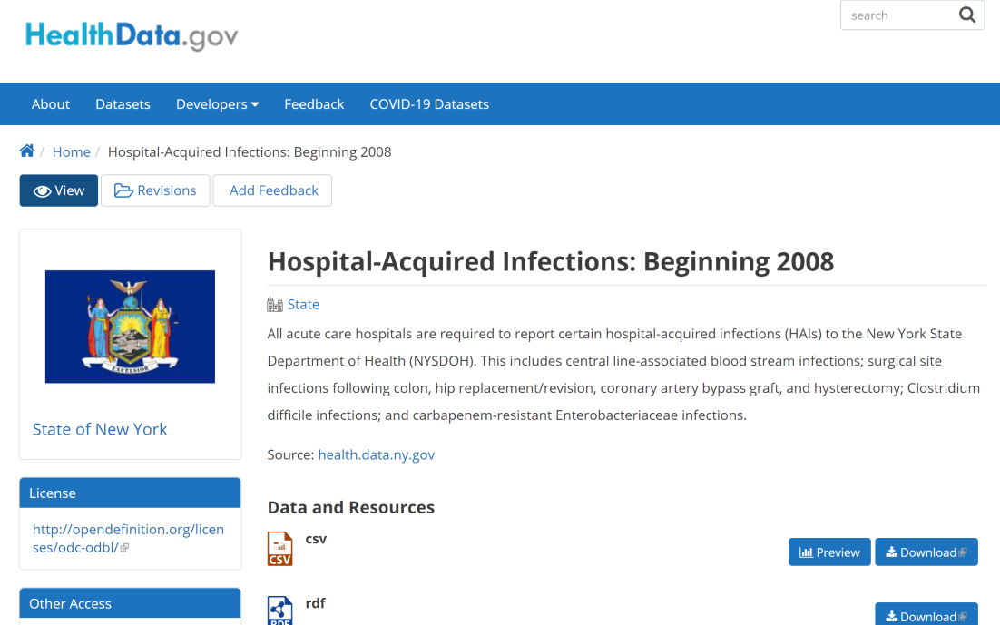 search
HealthData.gov
About Datasets Developers Feedback COVID-19 Datasets
/ Home / Hospital-Acquired Infections: Beginning 2008
View Revisions Add Feedback
EXCELSIOR
State of New York
License
http://opendefinition.org/licen
ses/odc-odbl/
Other Access
Hospital-Acquired Infections: Beginning 2008
State
All acute care hospitals are required to report certain hospital-acquired infections (HAIs) to the New York State
Department of Health (NYSDOH). This includes central line-associated blood stream infections; surgical site
infections following colon, hip replacement/revision, coronary artery bypass graft, and hysterectomy; Clostridium
difficile infections; and carbapenem-resistant Enterobacteriaceae infections.
Source: health.data.ny.gov
Data and Resources
CSV
csv
Preview Download
RDF
rdf
Download